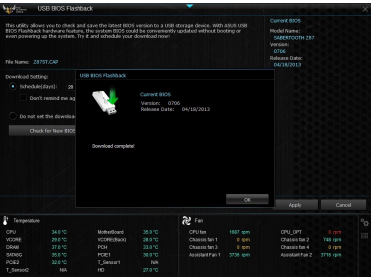 USB BIOS Flashback
This utility allows you to check and save the latest BIOS version to a USB storage device. With ASUS USB
BIOS Flashback hardware feature, the system BIOS could be conveniently updated without booting or
even powering up the system. Try it and schedule your download now!
Current BIOS
Model Name:
SABERTOOTH Z87
Version:
0706
Release Date:
04/18/2013
File Name: Z87ST.CAP
Download Setting:
Schedule(days): 28
Don't remind me ag
Do not set the downloa
Check for New BIOS
USB BIOS Flashback
Current BIOS
Version: 0706
Release Date: 04/18/2013
Download complete!
OK
Apply
Cancel
Temperature
CPU 34.0 °C
MotherBoard 35.0 °C
VCORE 29.0 °C
VCORE(Back) 28.0 °C
DRAM 37.0 °C
PCH 33.0 °C
SATA6G 35.0 °C
PCIE1 30.0 °C
PCIE2 32.0 °C
T_Sensor1 N/A
T_Sensor2 N/A
HD 27.0 °C
Fan
CPU fan 1687 rpm
CPU_OPT 0 rpm
Chassis fan 1 0 rpm
Chassis fan 2 748 rpm
Chassis fan 3 0 rpm
Chassis fan 4 0 rpm
Assistant Fan 1 3736 rpm
Assistant Fan 2 3716 rpm